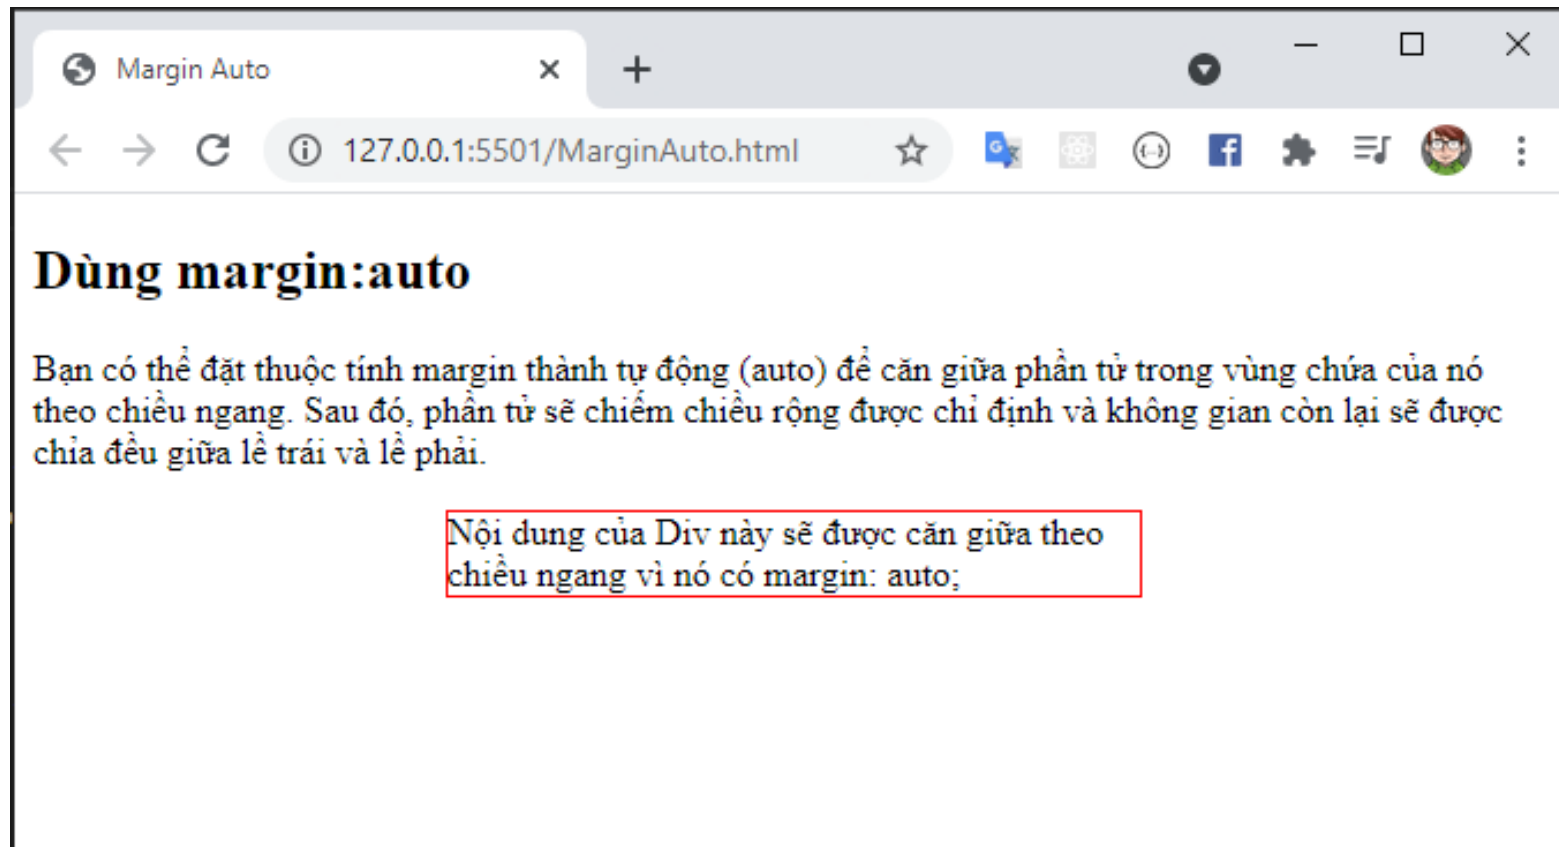 Margin Auto
127.0.0.1:5501/MarginAuto.html
Dùng margin:auto
Bạn có thể đặt thuộc tính margin thành tự động (auto) để căn giữa phần tử trong vùng chứa của nó
theo chiều ngang. Sau đó, phần tử sẽ chiếm chiều rộng được chỉ định và không gian còn lại sẽ được
chỉa đều giữa lề trái và lề phải.
Nội dung của Div này sẽ được căn giữa theo
chiều ngang vì nó có margin: auto;